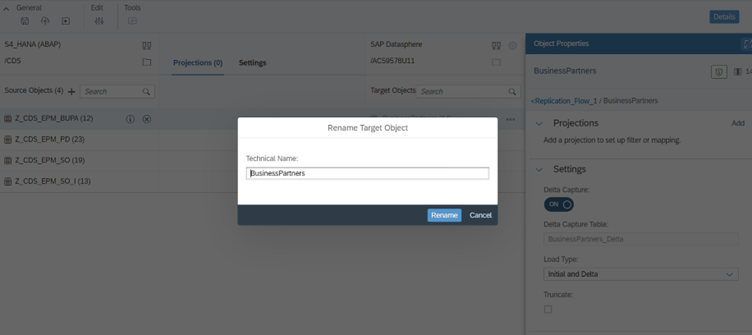 General
Edit
Tools
Details
S4_HANA (ABAP)
/CDS
Projections (0)
Settings
SAP Datasphere
/AC59578U11
Source Objects (4)
Search
Target Objects
Search
Z_CDS_EPM_BUPA (12)
Z_CDS_EPM_PD (23)
Z_CDS_EPM_SO (19)
Z_CDS_EPM_SO_I (13)
Rename Target Object
Technical Name:
BusinessPartners
Rename
Cancel
Object Properties
BusinessPartners
<Replication_Flow_1 / BusinessPartners
Projections
Add
Add a projection to set up filter or mapping.
Settings
Delta Capture:
ON
Delta Capture Table:
BusinessPartners_Delta
Load Type:
Initial and Delta
Truncate: